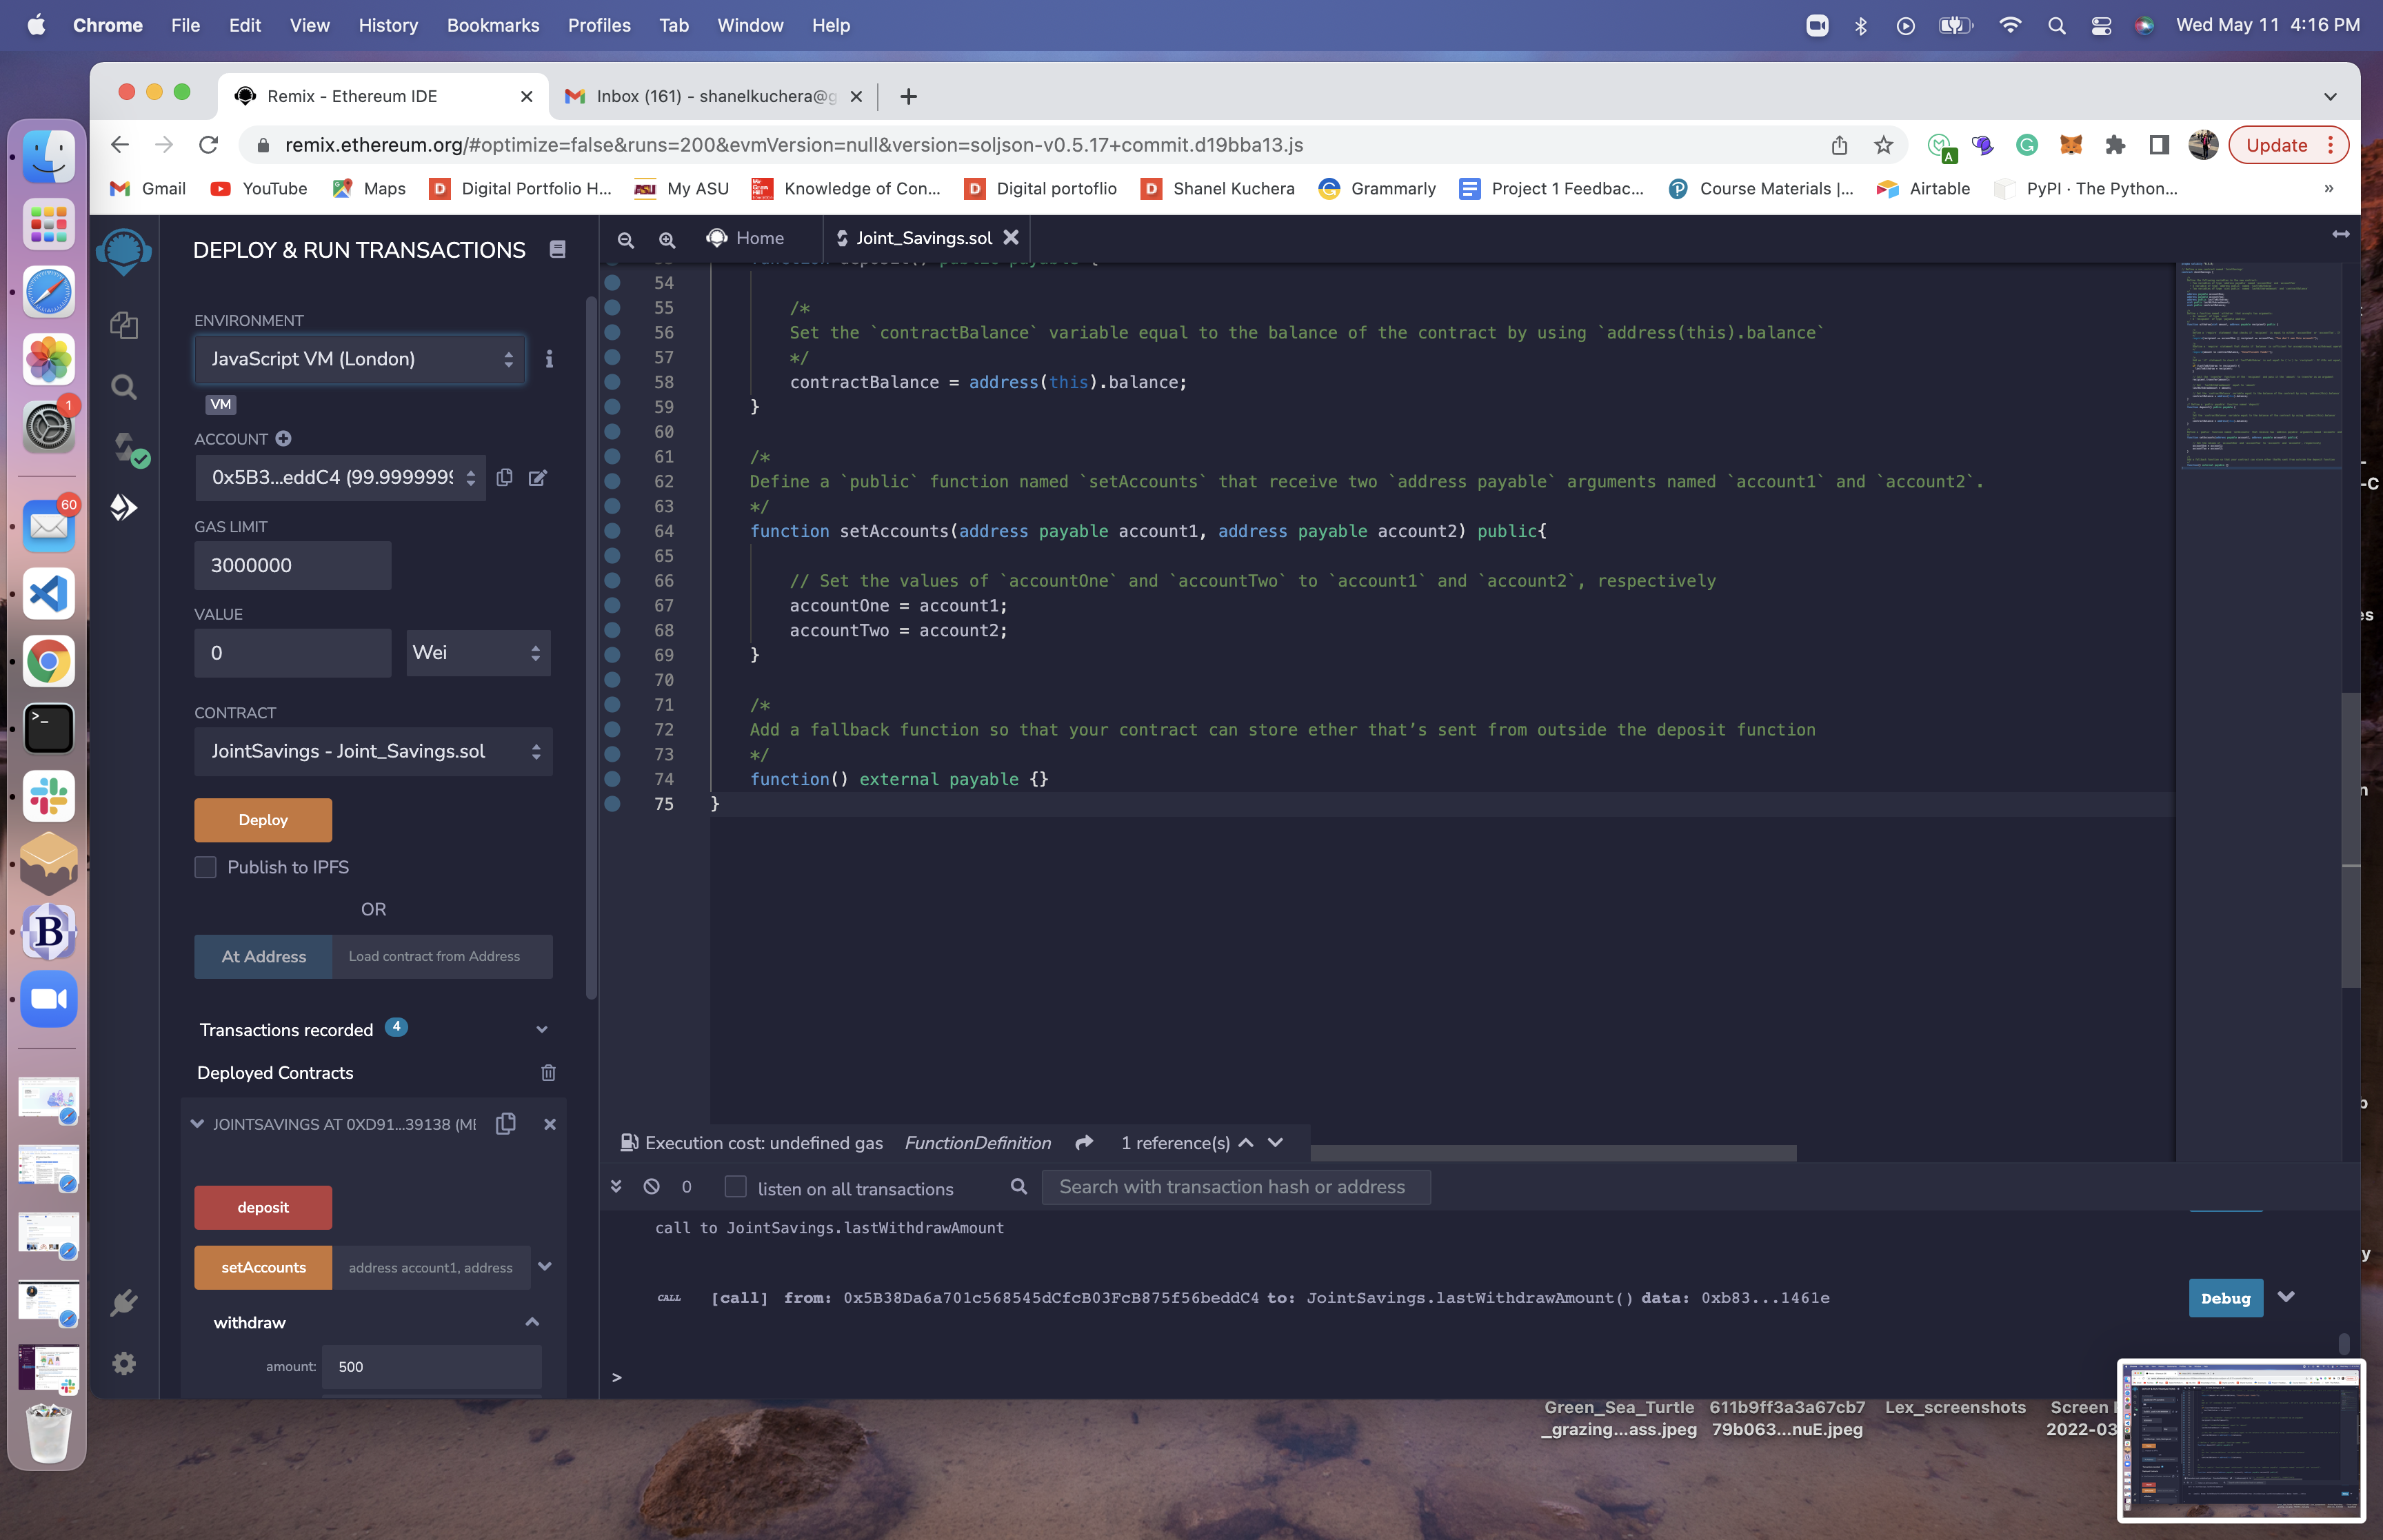 Chrome File Edit View History Bookmarks Profiles Tab Window Help Wed May 11 4:16 PM
Remix - Ethereum IDE Inbox (161) - shanelkuchera@g
remix.ethereum.org/#optimize=false&runs=200&evmVersion=null&version=soljson-v0.5.17+commit.d19bba13.js Update
Gmail YouTube Maps Digital Portfolio H... My ASU Knowledge of Con... Digital portoflio Shanel Kuchera Grammarly Project 1 Feedbac... Course Materials |... Airtable PyPI · The Python... »
DEPLOY & RUN TRANSACTIONS
ENVIRONMENT
JavaScript VM (London)
VM
ACCOUNT
0x5B3...eddC4 (99.9999999
GAS LIMIT
3000000
VALUE
0 Wei
CONTRACT
JointSavings - Joint_Savings.sol
Deploy
Publish to IPFS
OR
At Address Load contract from Address
Transactions recorded 4
Deployed Contracts
JOINTSAVINGS AT 0XD91...39138 (ME
deposit
setAccounts address account1, address
withdraw
amount: 500
Home Joint_Savings.sol
54
55 /*
56 Set the `contractBalance` variable equal to the balance of the contract by using `address(this).balance`
57 */
58 contractBalance = address(this).balance;
59 }
60
61 /*
62 Define a `public` function named `setAccounts` that receive two `address payable` arguments named `account1` and `account2`.
63 */
64 function setAccounts(address payable account1, address payable account2) public{
65
66 // Set the values of `accountOne` and `accountTwo` to `account1` and `account2`, respectively
67 accountOne = account1;
68 accountTwo = account2;
69 }
70
71 /*
72 Add a fallback function so that your contract can store ether that’s sent from outside the deposit function
73 */
74 function() external payable {}
75 }
Execution cost: undefined gas FunctionDefinition 1 reference(s)
0 listen on all transactions Search with transaction hash or address
call to JointSavings.lastWithdrawAmount
CALL [call] from: 0x5B38Da6a701c568545dCfcB03FcB875f56beddC4 to: JointSavings.lastWithdrawAmount() data: 0xb83...1461e Debug
>
1
60
Green_Sea_Turtle 611b9ff3a3a67cb7 Lex_screenshots Screen
_grazing...ass.jpeg 79b063...nuE.jpeg 2022-03